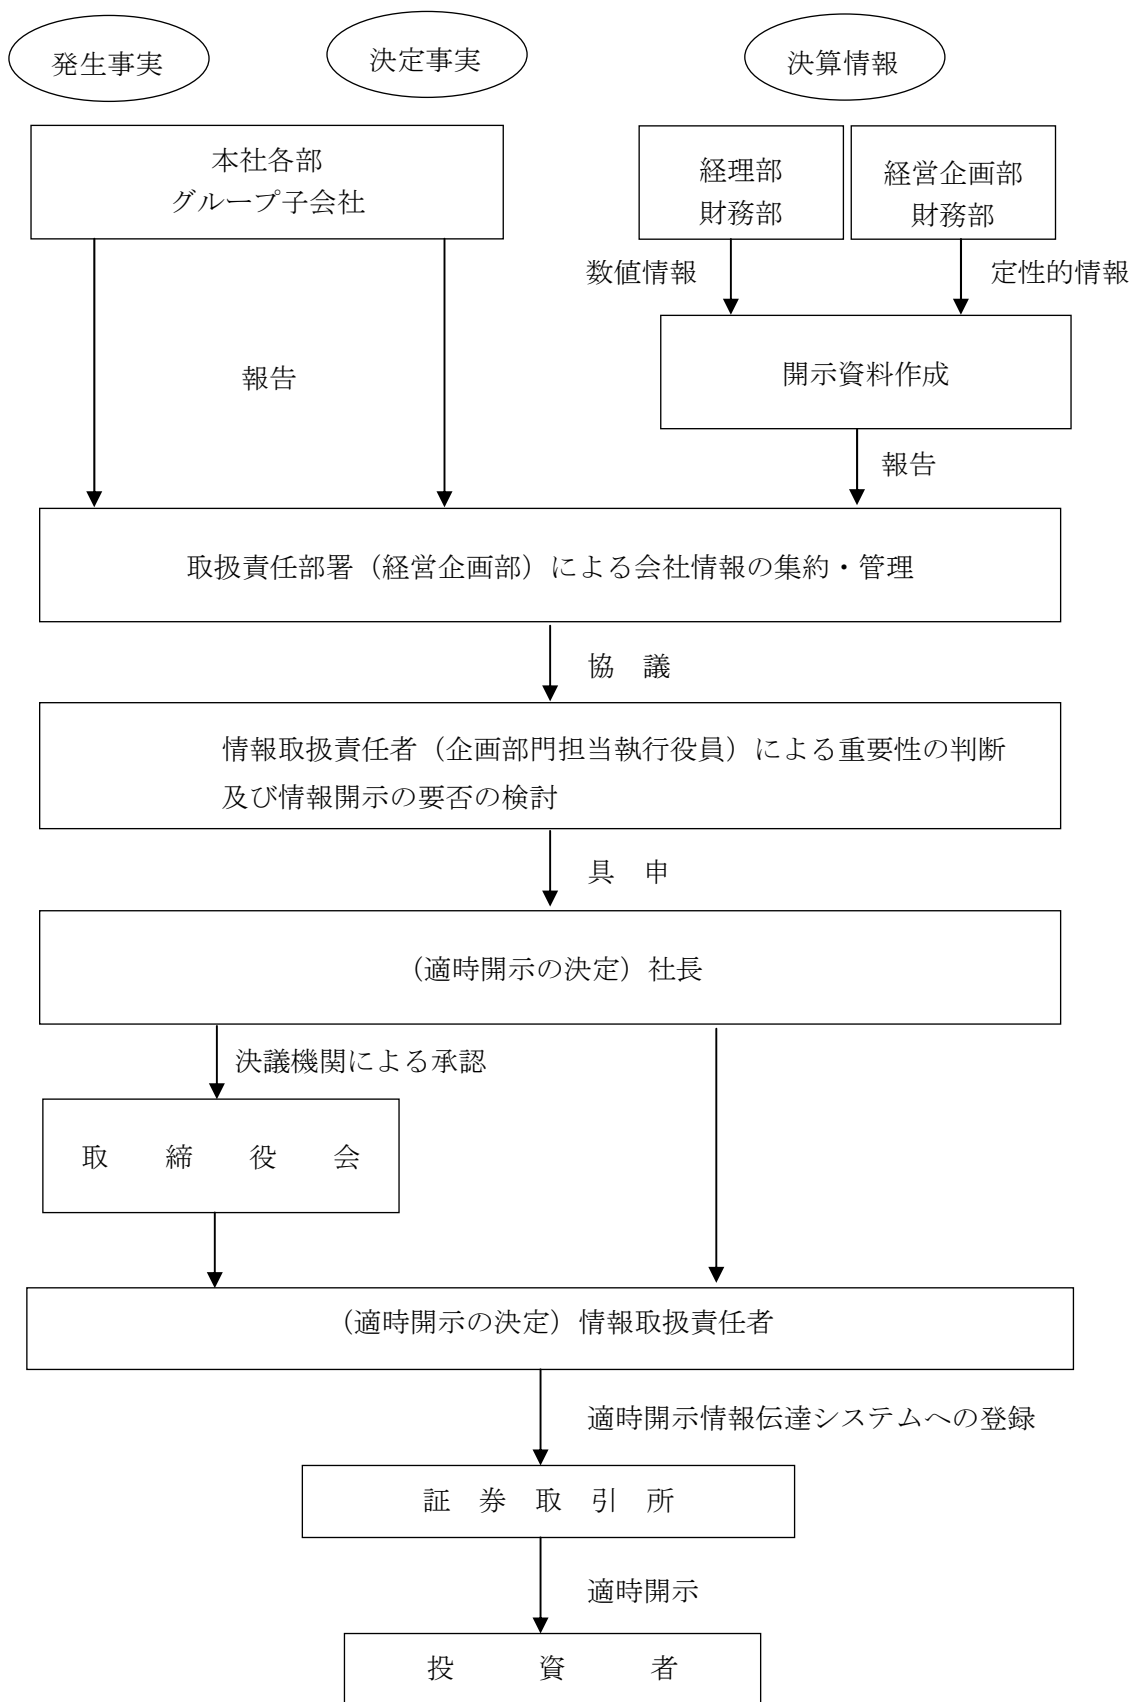 発生事実
決定事実
決算情報
本社各部
グループ子会社
経理部
財務部
経営企画部
財務部
数値情報
定性的情報
開示資料作成
報告
報告
取扱責任部署（経営企画部）による会社情報の集約・管理
協　議
情報取扱責任者（企画部門担当執行役員）による重要性の判断
及び情報開示の要否の検討
具　申
（適時開示の決定）社長
決議機関による承認
取　締　役　会
（適時開示の決定）情報取扱責任者
適時開示情報伝達システムへの登録
証　券　取　引　所
適時開示
投　資　者